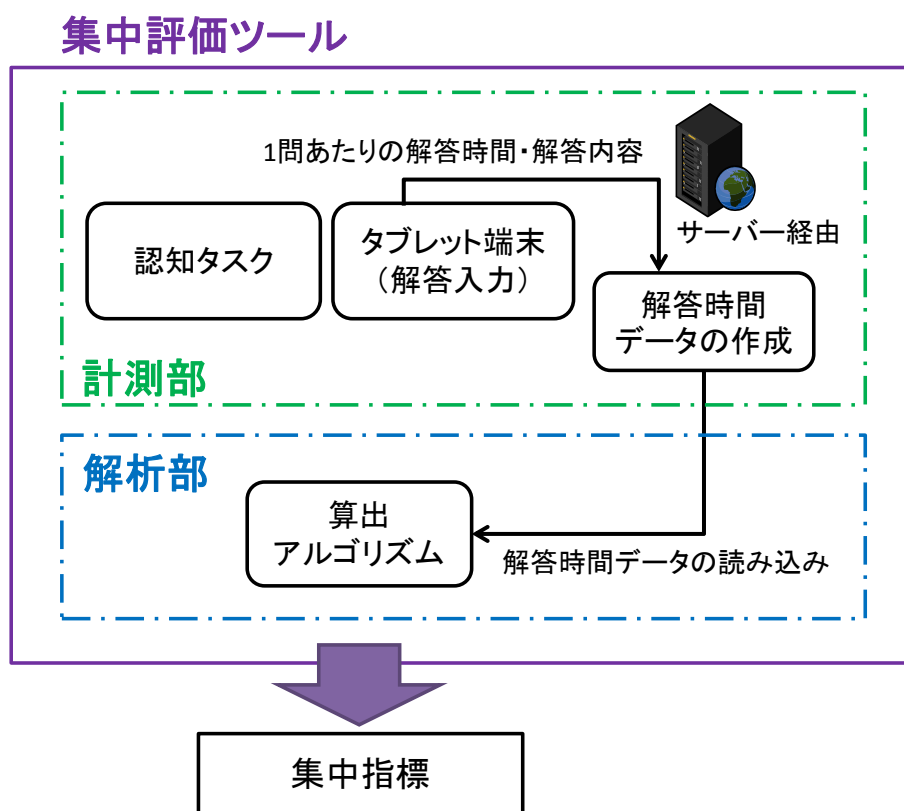 集中評価ツール
1問あたりの解答時間・解答内容
サーバー経由
認知タスク
タブレット端末
（解答入力）
解答時間
データの作成
計測部
解析部
算出
アルゴリズム
解答時間データの読み込み
集中指標